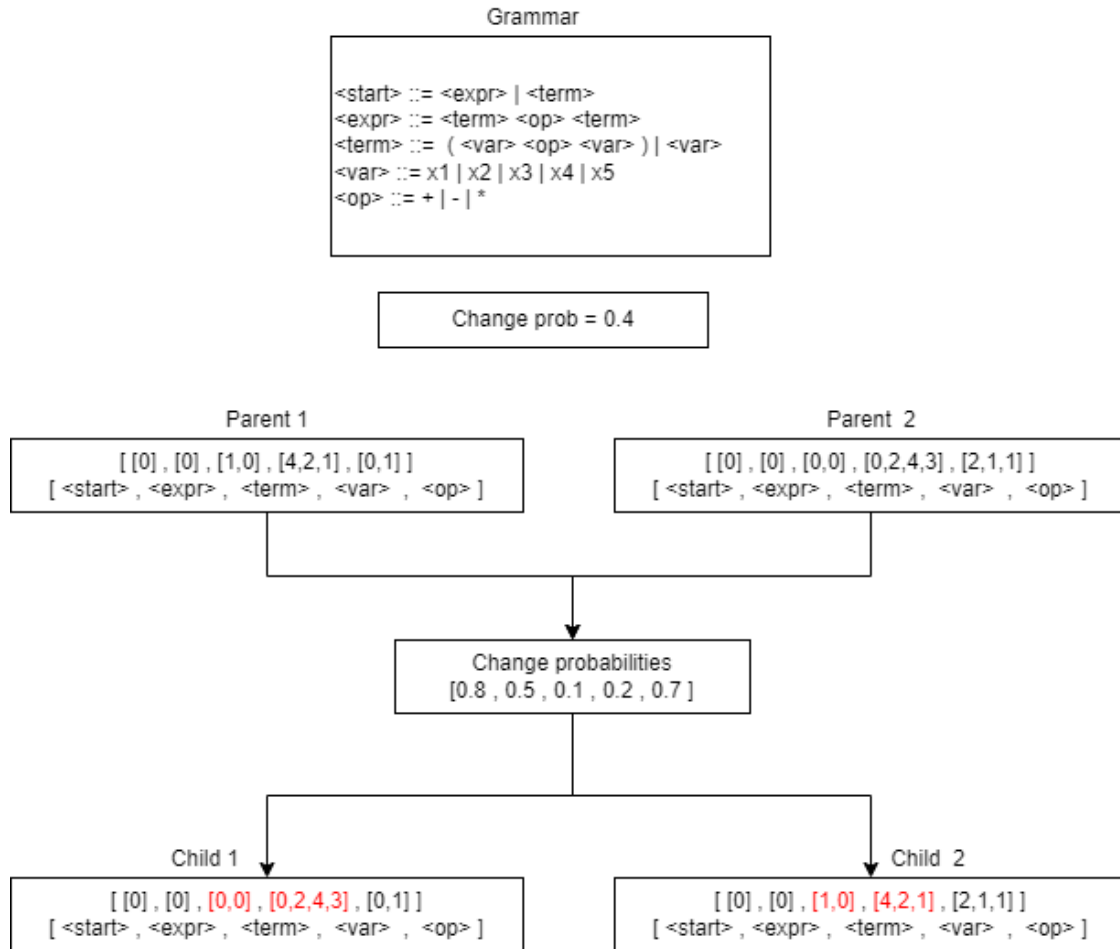 Grammar
<start> ::= <expr> | <term>
<expr> ::= <term> <op> <term>
<term> ::=  ( <var> <op> <var> ) | <var>
<var> ::= x1 | x2 | x3 | x4 | x5
<op> ::= + | - | *
Change prob = 0.4
Parent 1
[ [0] , [0] , [1,0] , [4,2,1] , [0,1] ]
[ <start> , <expr> ,  <term> ,  <var>  ,  <op> ]
Parent  2
[ [0] , [0] , [0,0] , [0,2,4,3] , [2,1,1] ]
[ <start> , <expr> ,  <term> ,  <var>  ,  <op> ]
Change probabilities
[0.8 , 0.5 , 0.1 , 0.2 , 0.7 ]
Child 1
[ [0] , [0] , [0,0] , [0,2,4,3] , [0,1] ]
[ <start> , <expr> ,  <term> ,  <var>  ,  <op> ]
Child  2
[ [0] , [0] , [1,0] , [4,2,1] , [2,1,1] ]
[ <start> , <expr> ,  <term> ,  <var>  ,  <op> ]